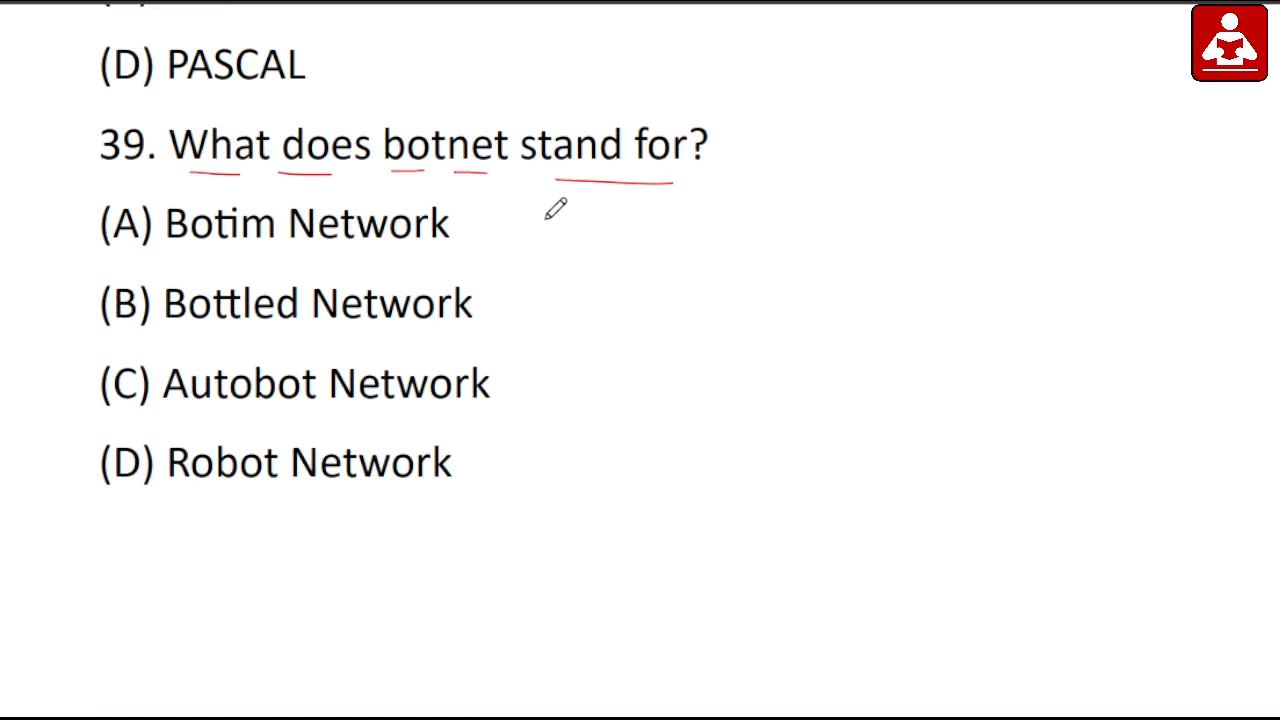 (D) PASCAL
39. What does botnet stand for?
(A) Botim Network
(B) Bottled Network
(C) Autobot Network
(D) Robot Network